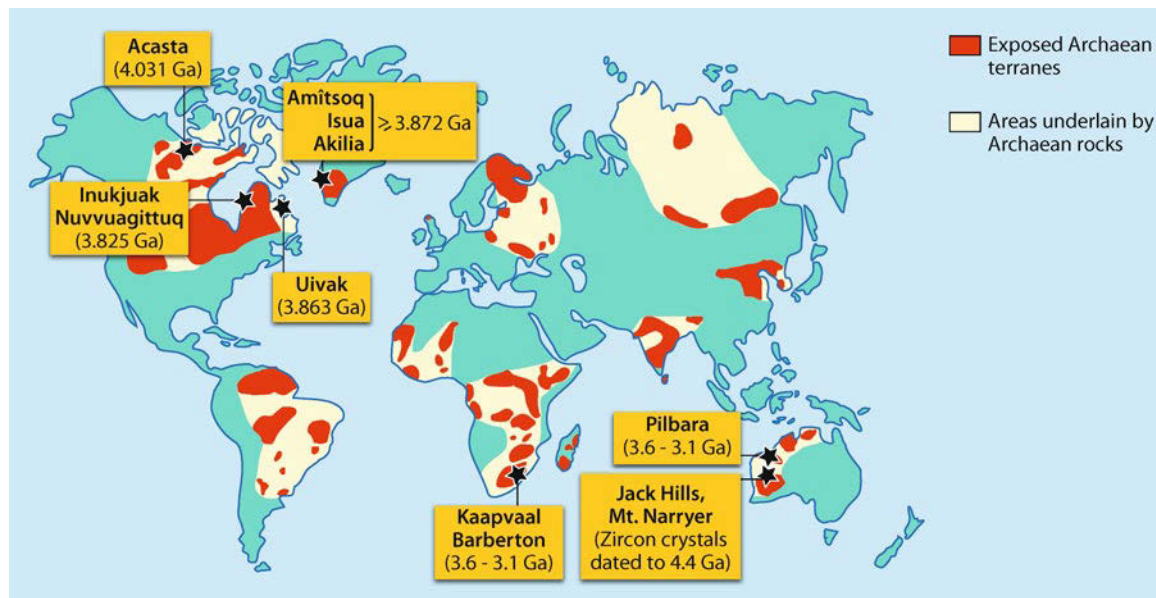 Acasta
(4.031 Ga)
Amîtsoq
Isua
Akilia
⩾ 3.872 Ga
Exposed Archaean
terranes
Areas underlain by
Archaean rocks
Inukjuak
Nuvvuagittuq
(3.825 Ga)
Uivak
(3.863 Ga)
Pilbara
(3.6 - 3.1 Ga)
Kaapvaal
Barberton
(3.6 - 3.1 Ga)
Jack Hills,
Mt. Narryer
(Zircon crystals
dated to 4.4 Ga)